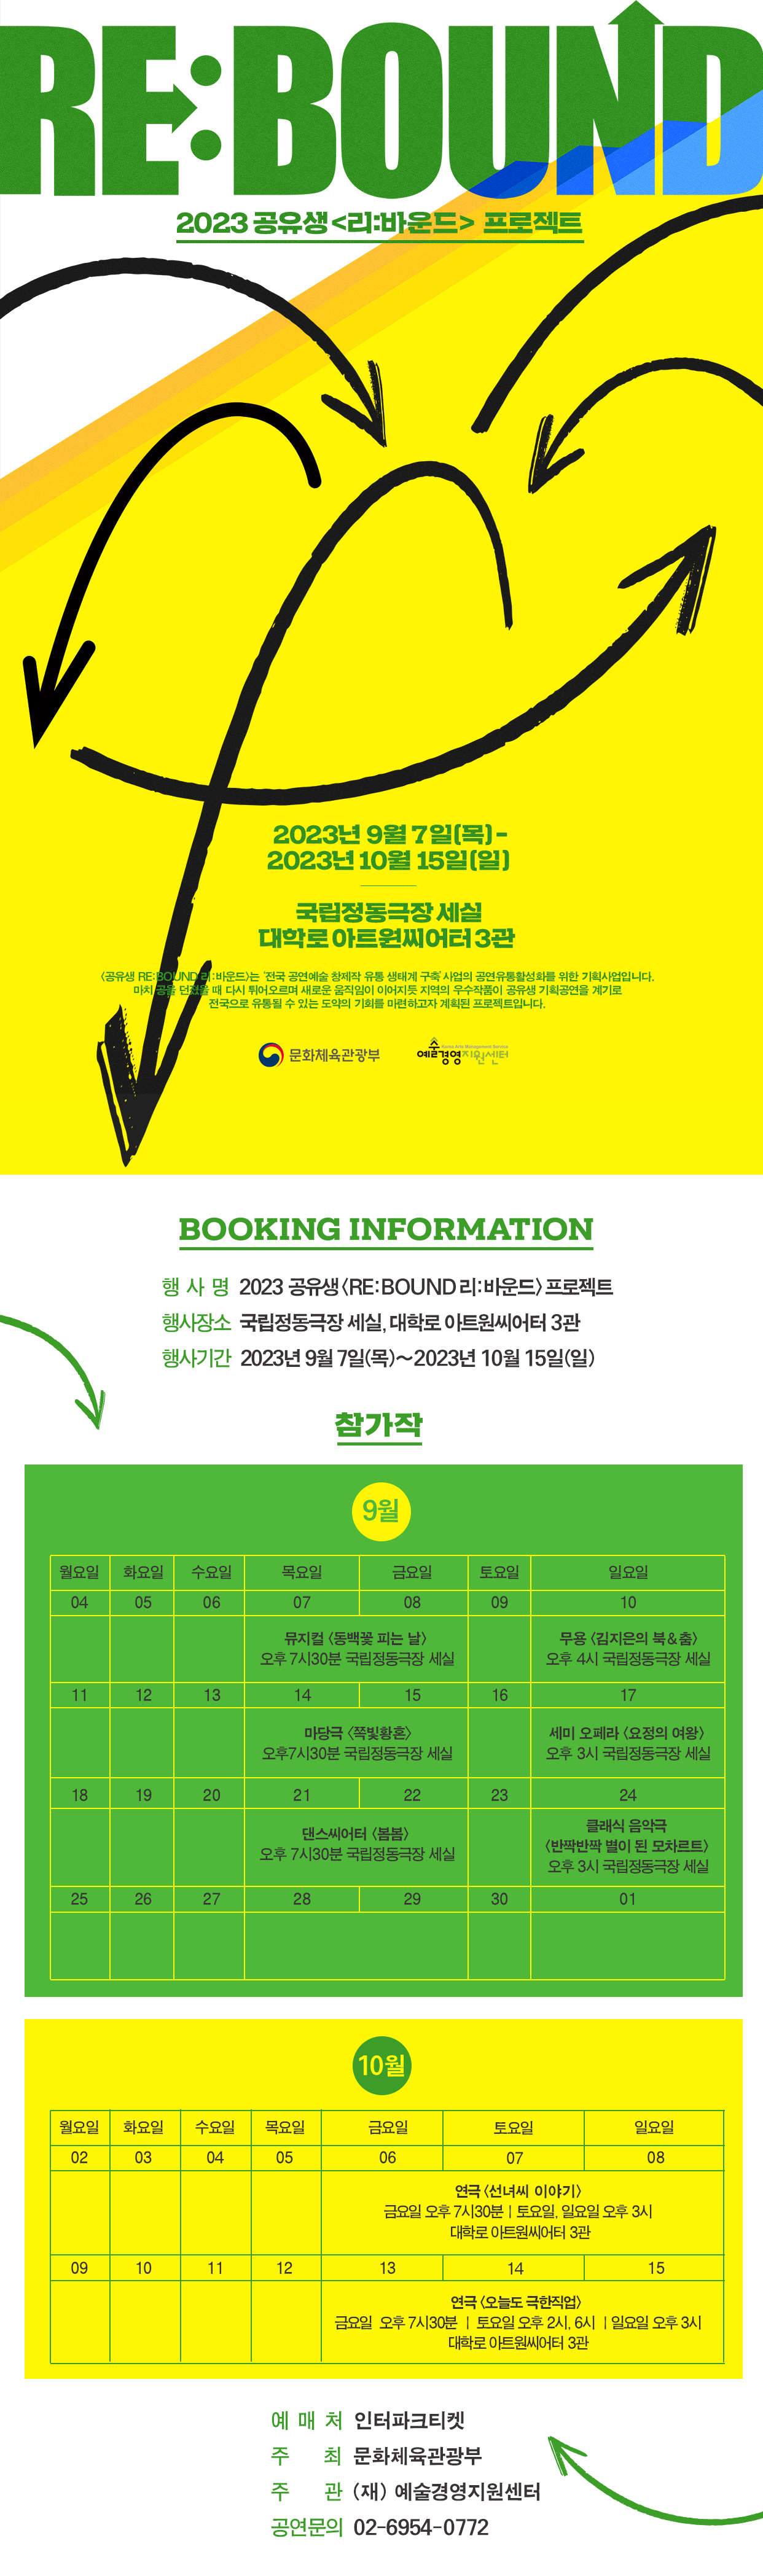 RE:BOUND
2023 공유생 <리:바운드> 프로젝트
2023년 9월 7일(목) -
2023년 10월 15일(일)
국립정동극장 세실
대학로 아트원씨어터 3관
〈공유생 RE:BOUND 리:바운드〉는 '전국 공연예술 창제작 유통 생태계 구축' 사업의 공연유통활성화를 위한 기획사업입니다.
마치 공을 던졌을 때 다시 튀어오르며 새로운 움직임이 이어지듯 지역의 우수작품이 공유생 기획공연을 계기로
전국으로 유통될 수 있는 도약의 기회를 마련하고자 계획된 프로젝트입니다.
문화체육관광부
Korea Arts Management Service
예술경영지원센터
BOOKING INFORMATION
행 사 명 2023 공유생〈RE:BOUND 리:바운드〉프로젝트
행사장소 국립정동극장 세실, 대학로 아트원씨어터 3관
행사기간 2023년 9월 7일(목)~2023년 10월 15일(일)
참가작
9월
월요일 화요일 수요일 목요일 금요일 토요일 일요일
04 05 06 07 08 09 10
뮤지컬 〈동백꽃 피는 날〉 무용 〈김지은의 북&춤〉
오후 7시30분 국립정동극장 세실 오후 4시 국립정동극장 세실
11 12 13 14 15 16 17
마당극 〈쪽빛황혼〉 세미 오페라 〈요정의 여왕〉
오후7시30분 국립정동극장 세실 오후 3시 국립정동극장 세실
18 19 20 21 22 23 24
댄스씨어터 〈봄봄〉 클래식 음악극
〈반짝반짝 별이 된 모차르트〉
오후 7시30분 국립정동극장 세실 오후 3시 국립정동극장 세실
25 26 27 28 29 30 01
10월
월요일 화요일 수요일 목요일 금요일 토요일 일요일
02 03 04 05 06 07 08
연극 〈선녀씨 이야기〉
금요일 오후 7시30분 | 토요일, 일요일 오후 3시
대학로 아트원씨어터 3관
09 10 11 12 13 14 15
연극 〈오늘도 극한직업〉
금요일 오후 7시30분 | 토요일 오후 2시, 6시 | 일요일 오후 3시
대학로 아트원씨어터 3관
예 매 처 인터파크티켓
주 최 문화체육관광부
주 관 (재) 예술경영지원센터
공연문의 02-6954-0772